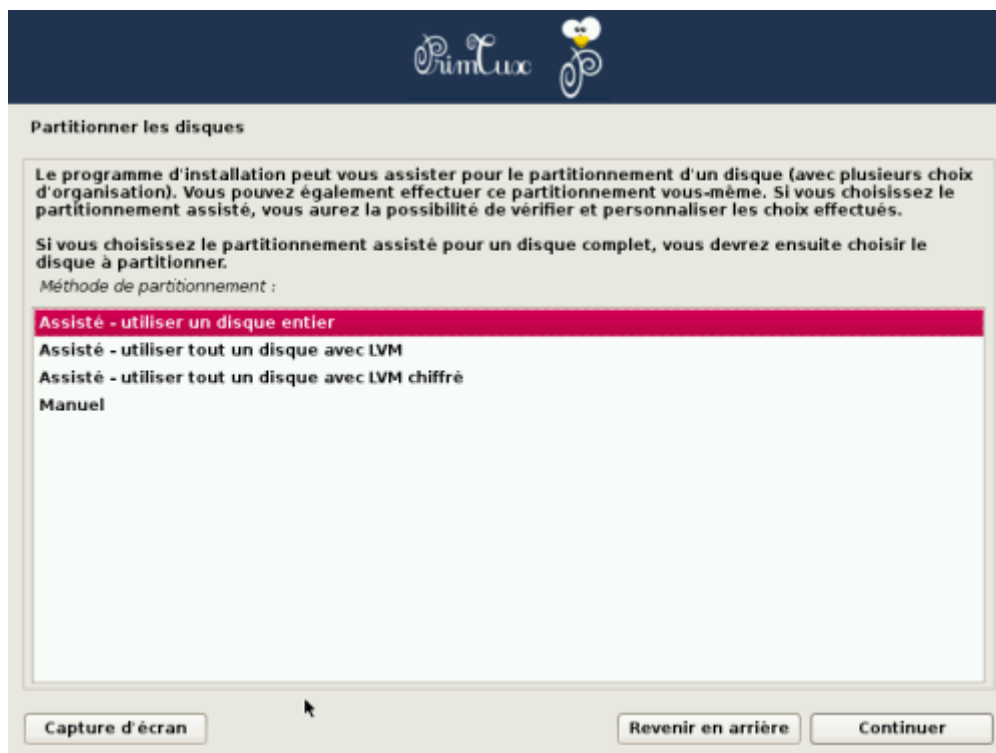 PrimTux
Partitionner les disques
Le programme d'installation peut vous assister pour le partitionnement d'un disque (avec plusieurs choix
d'organisation). Vous pouvez également effectuer ce partitionnement vous-même. Si vous choisissez le
partitionnement assisté, vous aurez la possibilité de vérifier et personnaliser les choix effectués.
Si vous choisissez le partitionnement assisté pour un disque complet, vous devrez ensuite choisir le
disque à partitionner.
Méthode de partitionnement :
Assisté - utiliser un disque entier
Assisté - utiliser tout un disque avec LVM
Assisté - utiliser tout un disque avec LVM chiffré
Manuel
Capture d'écran
Revenir en arrière
Continuer